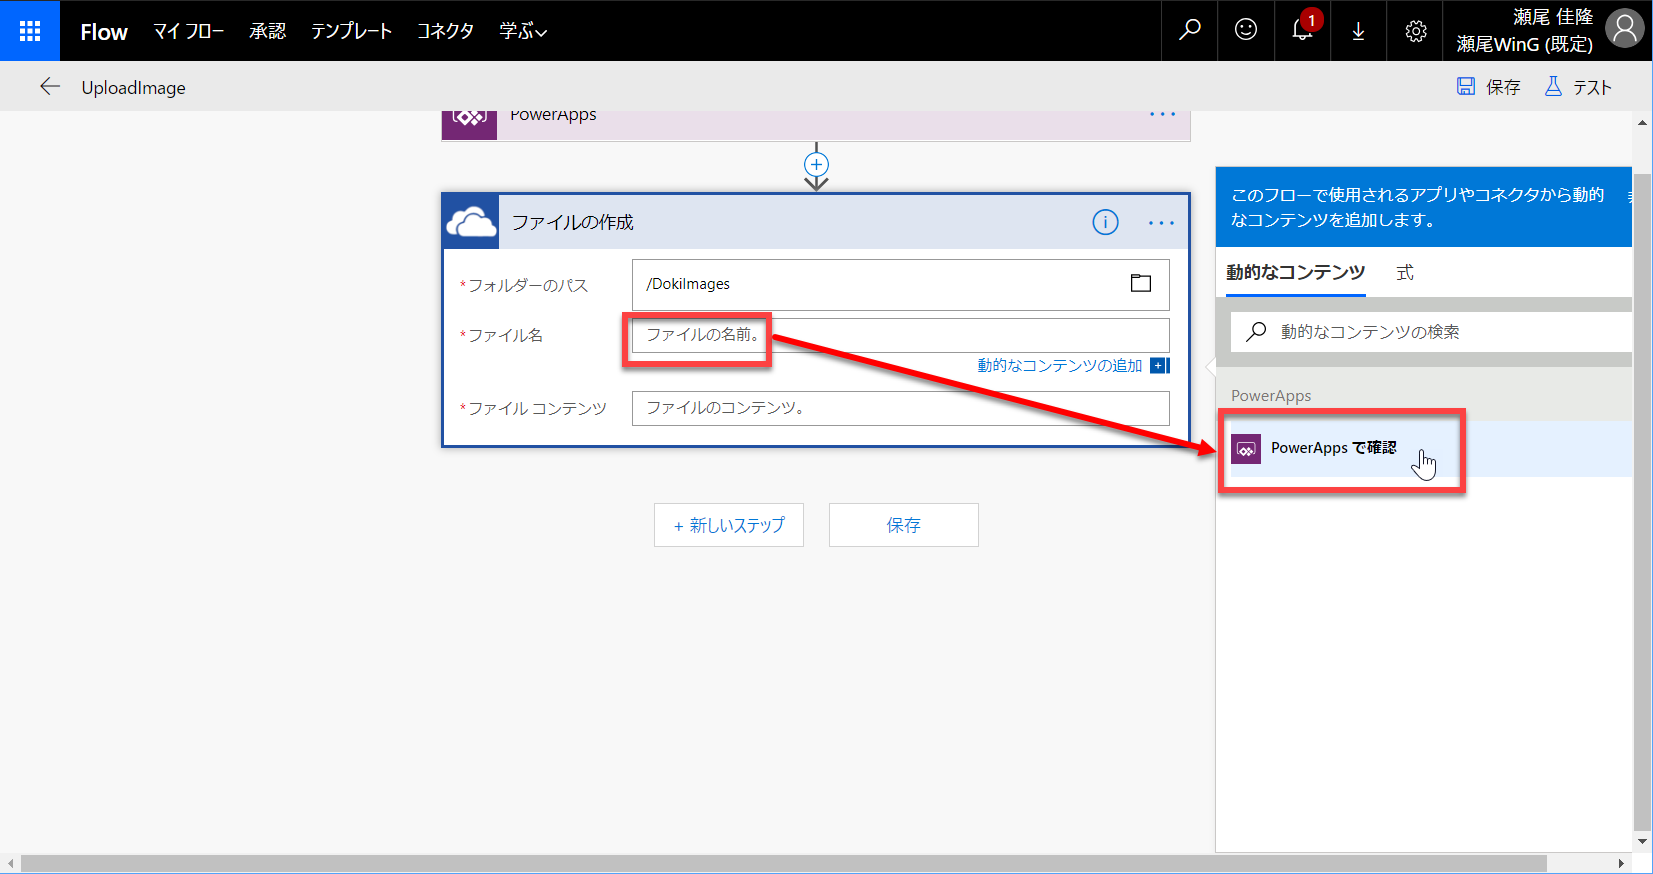 Flow マイ フロー 承認 テンプレート コネクタ 学ぶ 1 瀬尾 佳隆
瀬尾WinG (既定)
UploadImage 保存 テスト
PowerApps
ファイルの作成
*フォルダーのパス /DokiImages
*ファイル名 ファイルの名前。
動的なコンテンツの追加
*ファイル コンテンツ ファイルのコンテンツ。
+ 新しいステップ 保存
このフローで使用されるアプリやコネクタから動的
なコンテンツを追加します。
動的なコンテンツ 式
動的なコンテンツの検索
PowerApps
PowerApps で確認